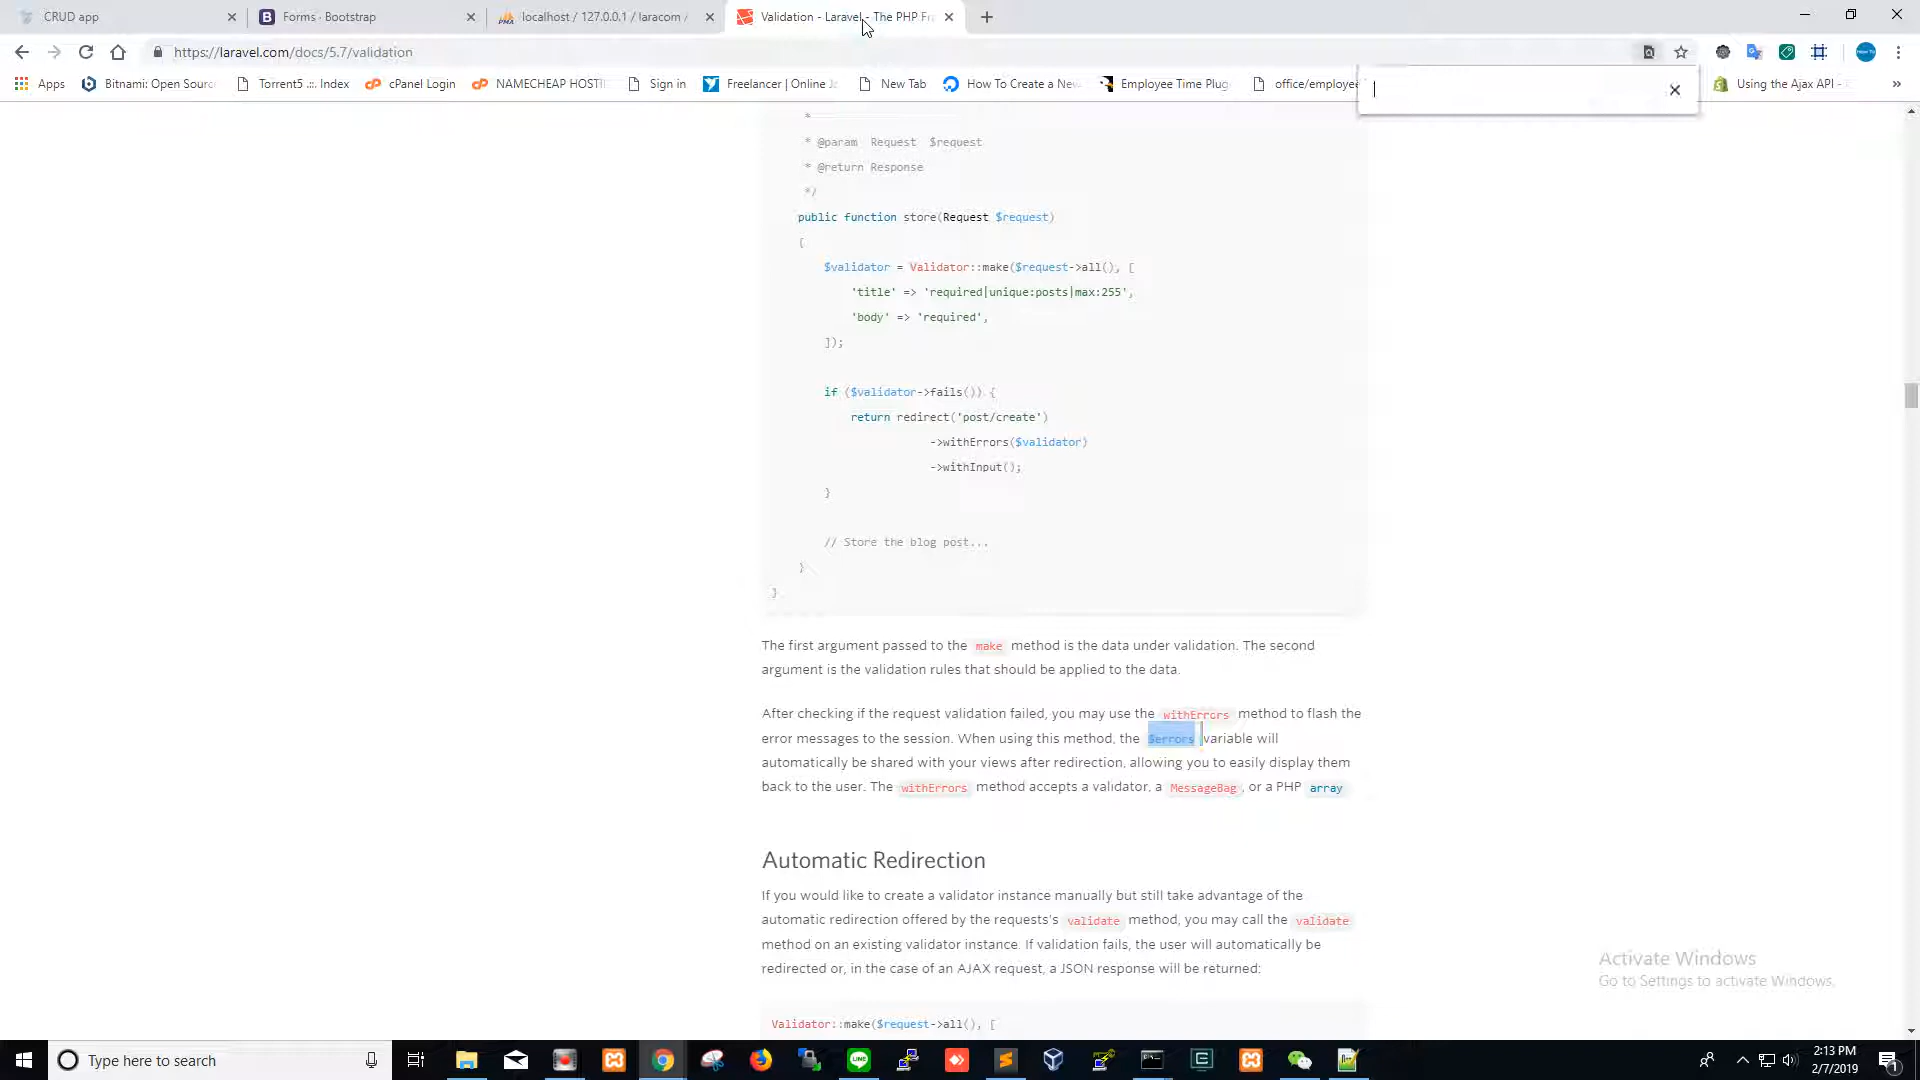 CRUD app
Forms · Bootstrap
localhost / 127.0.0.1 / laracom /
Validation - Laravel - The PHP Fr
https://laravel.com/docs/5.7/validation
Apps
Bitnami: Open Sourc
Torrent5 .::. Index
cPanel Login
NAMECHEAP HOSTI
Sign in
Freelancer | Online J
New Tab
How To Create a New
Employee Time Plug
office/employee
Using the Ajax API -
*
* @param  Request  $request
* @return Response
*/
public function store(Request $request)
{
$validator = Validator::make($request->all(), [
'title' => 'required|unique:posts|max:255',
'body' => 'required',
]);
if ($validator->fails()) {
return redirect('post/create')
->withErrors($validator)
->withInput();
}
// Store the blog post...
}
}
The first argument passed to the make method is the data under validation. The second
argument is the validation rules that should be applied to the data.
After checking if the request validation failed, you may use the withErrors method to flash the
error messages to the session. When using this method, the $errors variable will
automatically be shared with your views after redirection, allowing you to easily display them
back to the user. The withErrors method accepts a validator, a MessageBag, or a PHP array
Automatic Redirection
If you would like to create a validator instance manually but still take advantage of the
automatic redirection offered by the requests's validate method, you may call the validate
method on an existing validator instance. If validation fails, the user will automatically be
redirected or, in the case of an AJAX request, a JSON response will be returned:
Validator::make($request->all(), [
Activate Windows
Go to Settings to activate Windows.
Type here to search
2:13 PM
2/7/2019